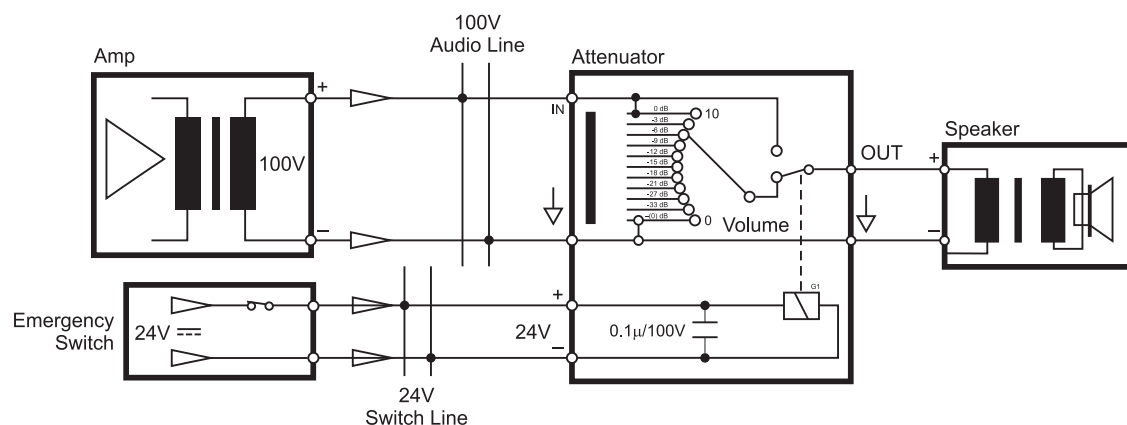 100V
Audio Line
Amp
Attenuator
+
IN
0 dB
10
-3 dB
-6 dB
-9 dB
-12 dB
-15 dB
-18 dB
-21 dB
-27 dB
-33 dB
-(0) dB
0
Volume
100V
–
OUT
Speaker
+
–
Emergency
Switch
24V
+
24V
–
0.1μ/100V
G1
24V
Switch Line